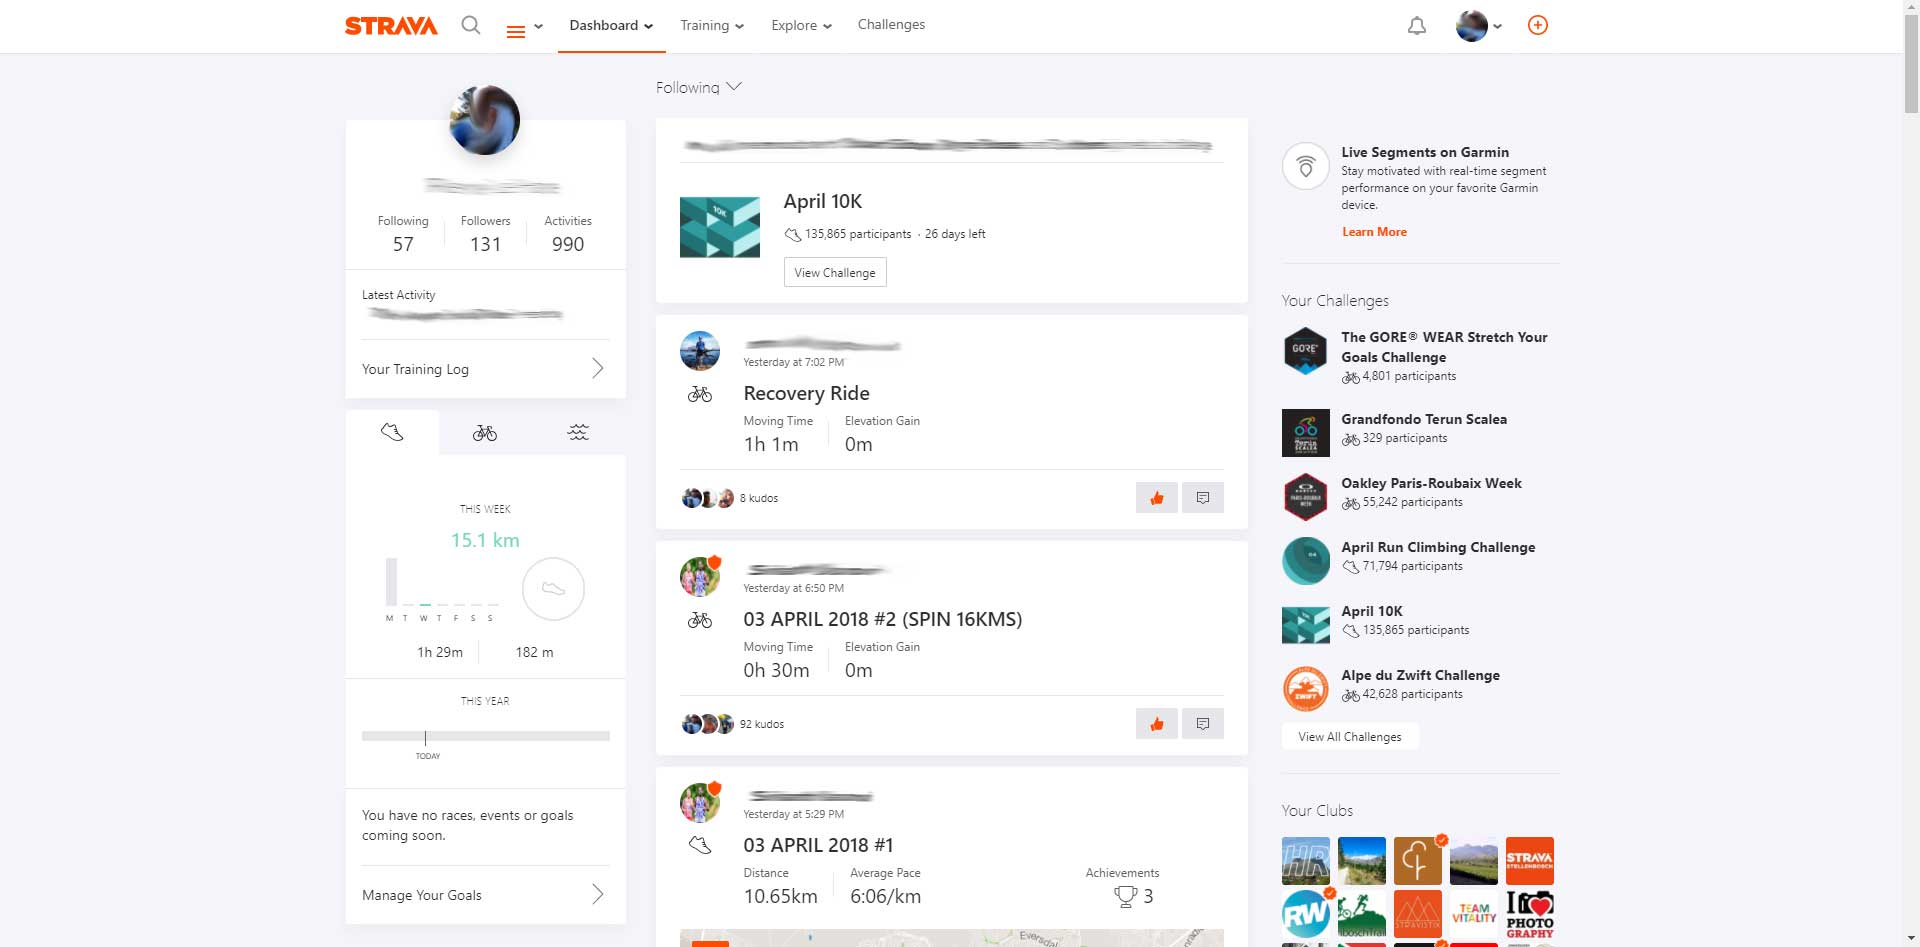 STRAVA
Dashboard
Training
Explore
Challenges
Following
Following
57
Followers
131
Activities
990
Latest Activity
Your Training Log
THIS WEEK
15.1 km
M T W T F S S
1h 29m
182 m
THIS YEAR
TODAY
You have no races, events or goals
coming soon.
Manage Your Goals
10K
April 10K
135,865 participants · 26 days left
View Challenge
Yesterday at 7:02 PM
Recovery Ride
Moving Time
1h 1m
Elevation Gain
0m
8 kudos
Yesterday at 6:50 PM
03 APRIL 2018 #2 (SPIN 16KMS)
Moving Time
0h 30m
Elevation Gain
0m
92 kudos
Yesterday at 5:29 PM
03 APRIL 2018 #1
Distance
10.65km
Average Pace
6:06/km
Achievements
3
Live Segments on Garmin
Stay motivated with real-time segment
performance on your favorite Garmin
device.
Learn More
Your Challenges
GORE
The GORE® WEAR Stretch Your
Goals Challenge
4,801 participants
Grandfondo Terun Scalea
329 participants
PARIS-ROUBAIX
WEEK
Oakley Paris-Roubaix Week
55,242 participants
April Run Climbing Challenge
71,794 participants
April 10K
135,865 participants
ZWIFT
Alpe du Zwift Challenge
42,628 participants
View All Challenges
Your Clubs
HR
STRAVA
STELLENBOSCH
RW
STRAVISTIX
TEAM
VITALITY
I
PHOTO
GRAPHY